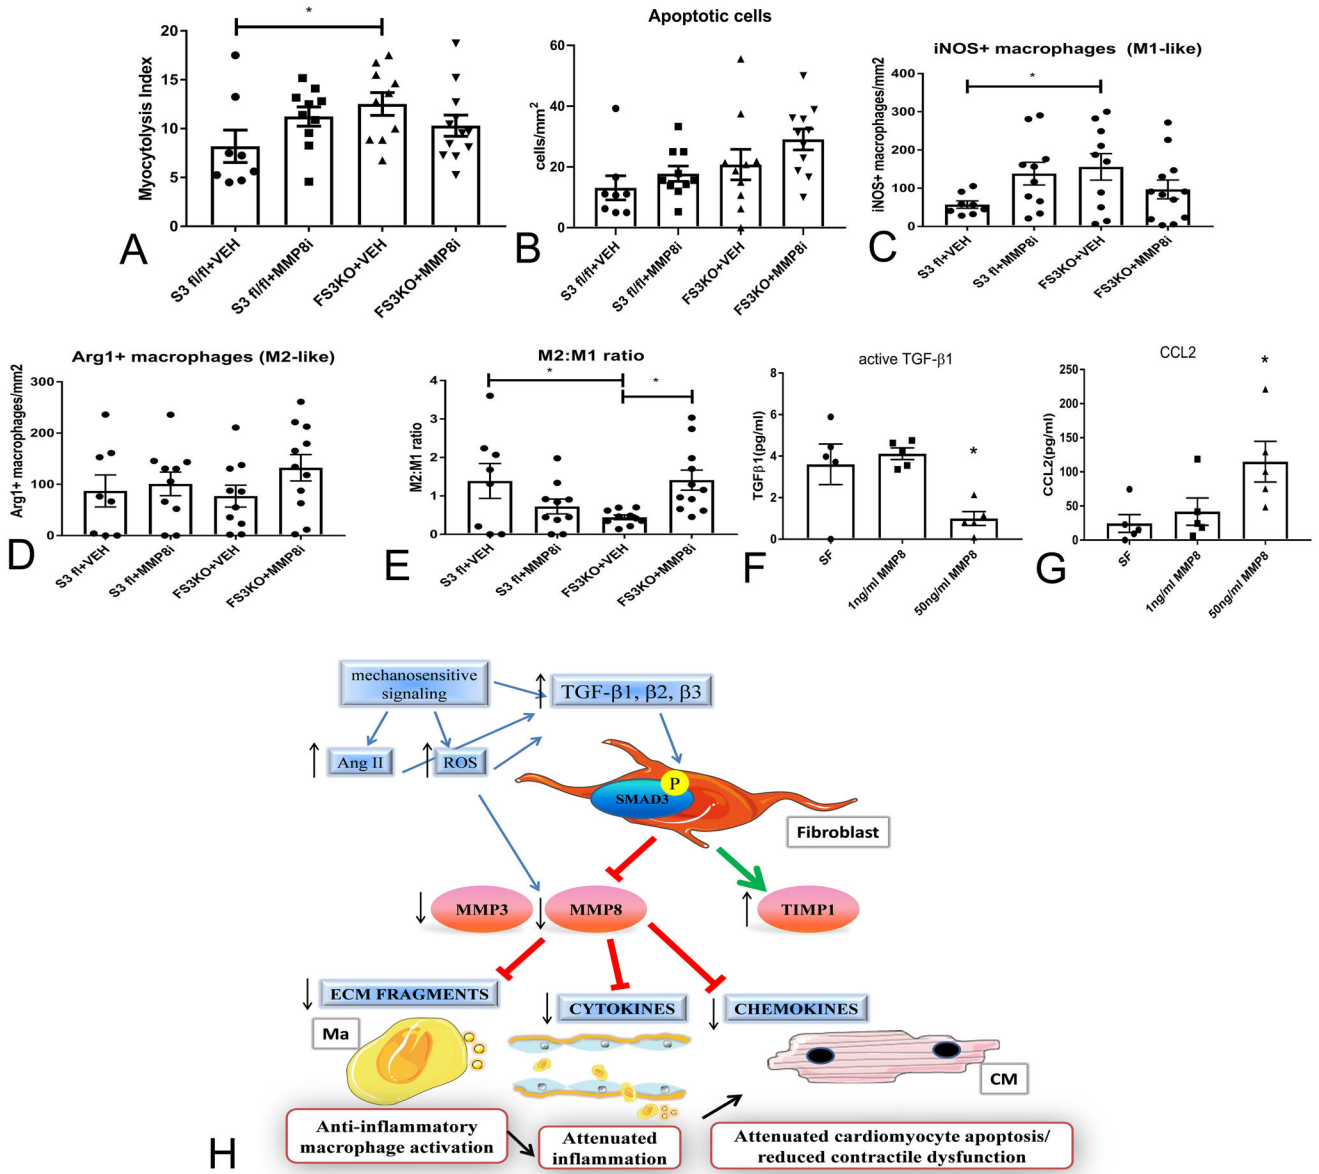 *
20
15
10
5
0
Myocytolysis Index
S3 fl/fl+VEH
S3 fl/fl+MMP8i
FS3KO+VEH
FS3KO+MMP8i
A
Apoptotic cells
60
40
20
0
cells/mm²
S3 fl/fl+VEH
S3 fl/fl+MMP8i
FS3KO+VEH
FS3KO+MMP8i
B
iNOS+ macrophages (M1-like)
*
400
300
200
100
0
iNOS+ macrophages/mm2
S3 fl+VEH
S3 fl+MMP8i
FS3KO+VEH
FS3KO+MMP8i
C
Arg1+ macrophages (M2-like)
300
200
100
0
Arg1+ macrophages/mm2
S3 fl+VEH
S3 fl+MMP8i
FS3KO+VEH
FS3KO+MMP8i
D
M2:M1 ratio
*
*
4
3
2
1
0
M2:M1 ratio
S3 fl+VEH
S3 fl+MMP8i
FS3KO+VEH
FS3KO+MMP8i
E
active TGF-β1
*
8
6
4
2
0
TGFβ1(pg/ml)
SF
1ng/ml MMP8
50ng/ml MMP8
F
CCL2
*
250
200
150
100
50
0
CCL2(pg/ml)
SF
1ng/ml MMP8
50ng/ml MMP8
G
mechanosensitive
signaling
TGF-β1, β2, β3
Ang II
ROS
P
SMAD3
Fibroblast
MMP3
MMP8
TIMP1
ECM FRAGMENTS
CYTOKINES
CHEMOKINES
Ma
CM
Anti-inflammatory
macrophage activation
Attenuated
inflammation
Attenuated cardiomyocyte apoptosis/
reduced contractile dysfunction
H